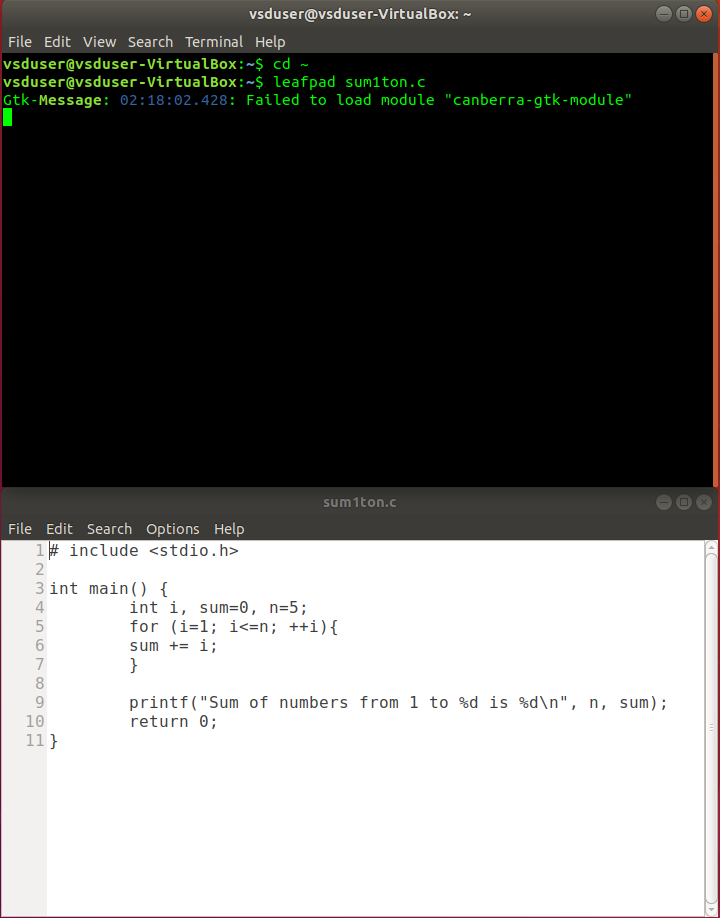 vsduser@vsduser-VirtualBox: ~
File Edit View Search Terminal Help
vsduser@vsduser-VirtualBox:~$ cd ~
vsduser@vsduser-VirtualBox:~$ leafpad sum1ton.c
Gtk-Message: 02:18:02.428: Failed to load module "canberra-gtk-module"
sum1ton.c
File Edit Search Options Help
1 # include <stdio.h>
2
3 int main() {
4 int i, sum=0, n=5;
5 for (i=1; i<=n; ++i){
6 sum += i;
7 }
8
9 printf("Sum of numbers from 1 to %d is %d\n", n, sum);
10 return 0;
11 }